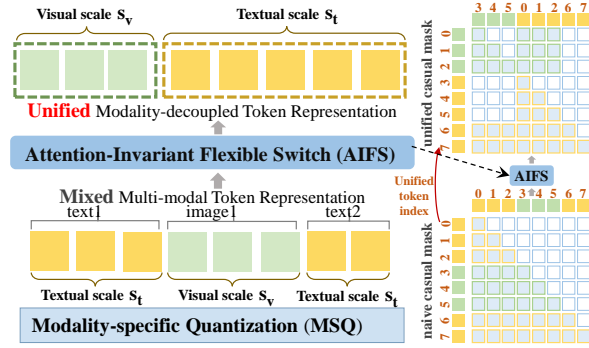 Visual scale Sv
Textual scale St
Unified Modality-decoupled Token Representation
Attention-Invariant Flexible Switch (AIFS)
Mixed Multi-modal Token Representation
text1
image1
text2
Textual scale St
Visual scale Sv
Textual scale St
Modality-specific Quantization (MSQ)
3 4 5 0 1 2 6 7
unified casual mask
0
1
2
3
4
5
6
7
AIFS
Unified
token
index
0 1 2 3 4 5 6 7
naive casual mask
0
1
2
3
4
5
6
7